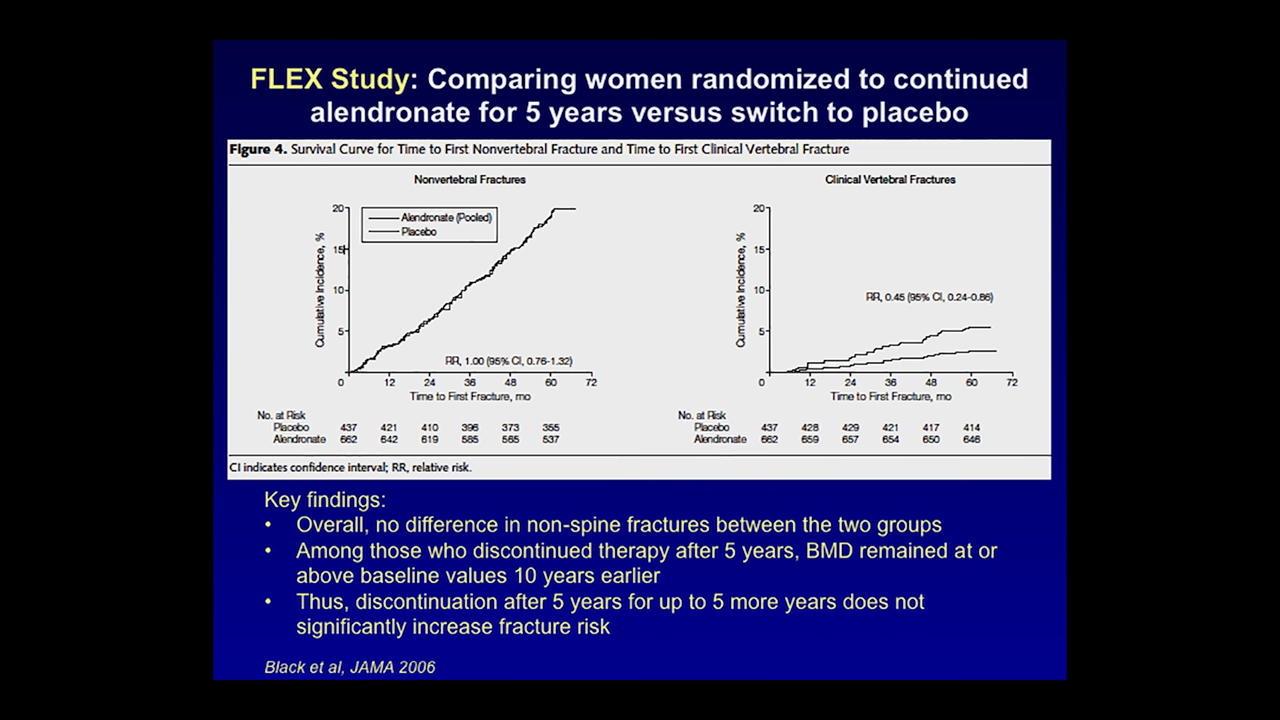 FLEX Study: Comparing women randomized to continued
alendronate for 5 years versus switch to placebo
Figure 4. Survival Curve for Time to First Nonvertebral Fracture and Time to First Clinical Vertebral Fracture
Nonvertebral Fractures
20
15
10
5
Cumulative Incidence, %
Alendronate (Pooled)
Placebo
RR, 1.00 (95% CI, 0.76-1.32)
0 12 24 36 48 60 72
Time to First Fracture, mo
No. at Risk
Placebo 437 421 410 396 373 355
Alendronate 662 642 619 585 565 537
Clinical Vertebral Fractures
20
15
10
5
Cumulative Incidence, %
RR, 0.45 (95% CI, 0.24-0.86)
0 12 24 36 48 60 72
Time to First Fracture, mo
No. at Risk
Placebo 437 428 429 421 417 414
Alendronate 662 659 657 654 650 646
CI indicates confidence interval; RR, relative risk.
Key findings:
• Overall, no difference in non-spine fractures between the two groups
• Among those who discontinued therapy after 5 years, BMD remained at or
above baseline values 10 years earlier
• Thus, discontinuation after 5 years for up to 5 more years does not
significantly increase fracture risk
Black et al, JAMA 2006